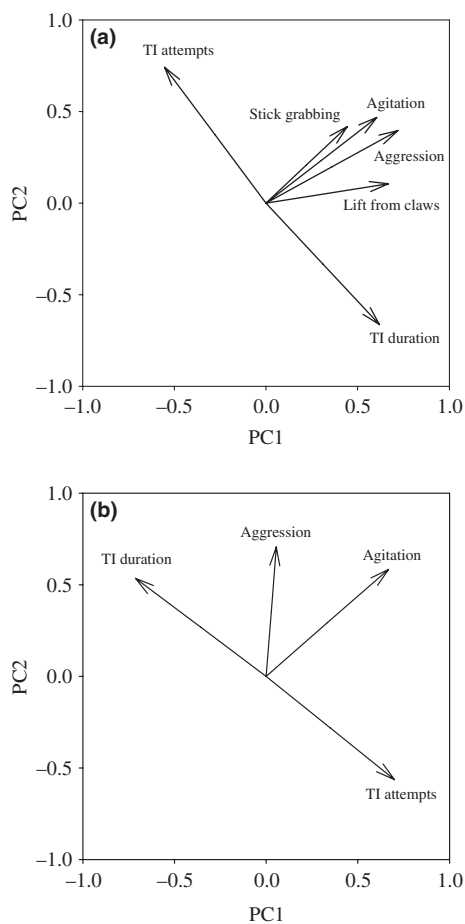 1.0
(a)
TI attempts
0.5
Stick grabbing
Agitation
Aggression
PC2
0.0
Lift from claws
−0.5
TI duration
−1.0
−1.0 −0.5 0.0 0.5 1.0
PC1
1.0
(b)
Aggression
TI duration
Agitation
0.5
PC2
0.0
−0.5
TI attempts
−1.0
−1.0 −0.5 0.0 0.5 1.0
PC1